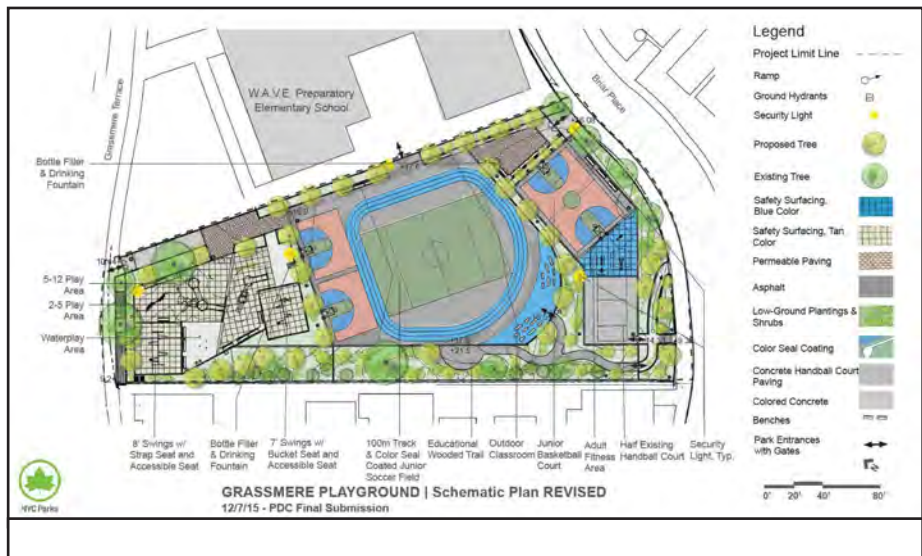 Grassmere Terrace
W.A.V.E. Preparatory
Elementary School
Briar Place
Bottle Filler
& Drinking
Fountain
5-12 Play
Area
2-5 Play
Area
Waterplay
Area
8' Swings w/
Strap Seat and
Accessible Seat
Bottle Filler
& Drinking
Fountain
7' Swings w/
Bucket Seat and
Accessible Seat
100m Track
& Color Seal
Coated Junior
Soccer Field
Educational
Wooded Trail
Outdoor
Classroom
Junior
Basketball
Court
Adult
Fitness
Area
Half Existing
Handball Court
Security
Light, Typ.
Legend
Project Limit Line
Ramp
Ground Hydrants
Security Light
Proposed Tree
Existing Tree
Safety Surfacing,
Blue Color
Safety Surfacing, Tan
Color
Permeable Paving
Asphalt
Low-Ground Plantings &
Shrubs
Color Seal Coating
Concrete Handball Court
Paving
Colored Concrete
Benches
Park Entrances
with Gates
0' 20' 40' 80'
NYC Parks
GRASSMERE PLAYGROUND | Schematic Plan REVISED
12/7/15 - PDC Final Submission